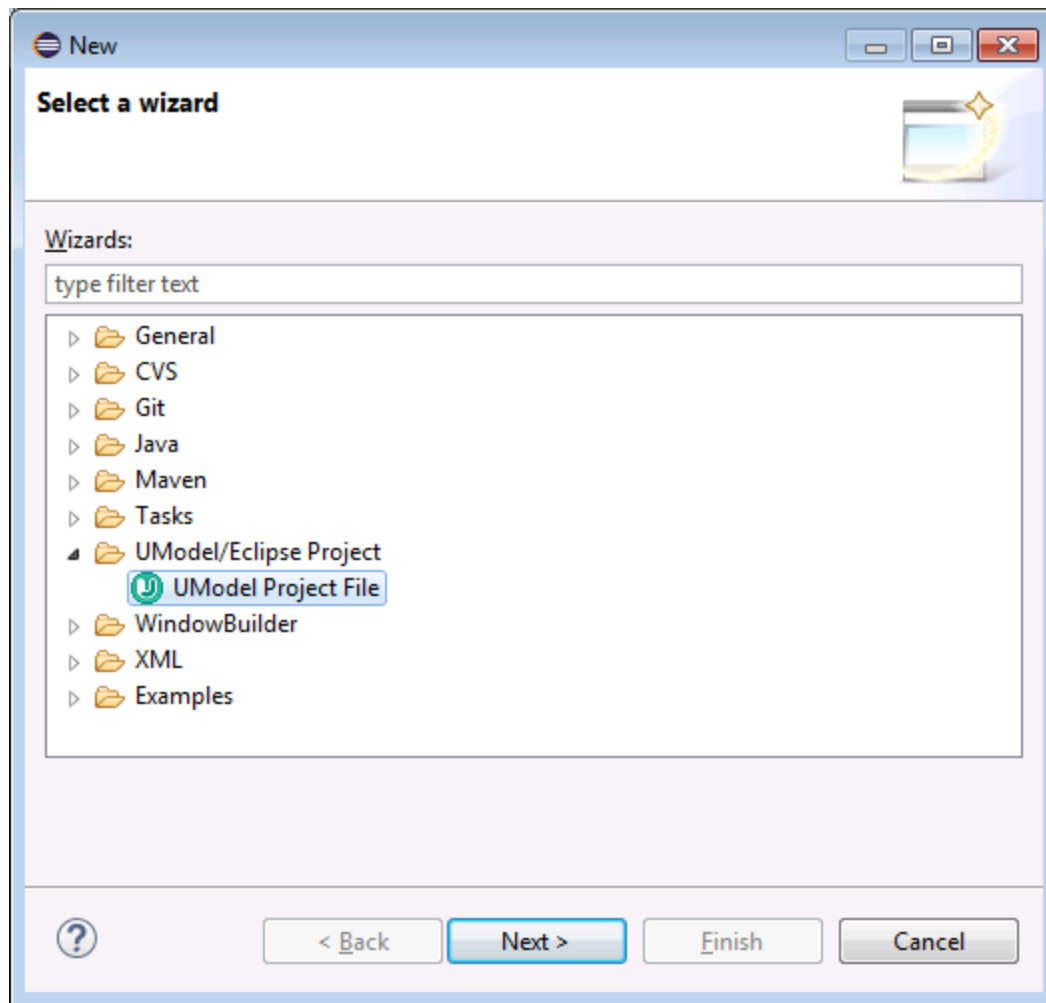 New
Select a wizard
Wizards:
type filter text
General
CVS
Git
Java
Maven
Tasks
UModel/Eclipse Project
UModel Project File
WindowBuilder
XML
Examples
? < Back Next > Finish Cancel